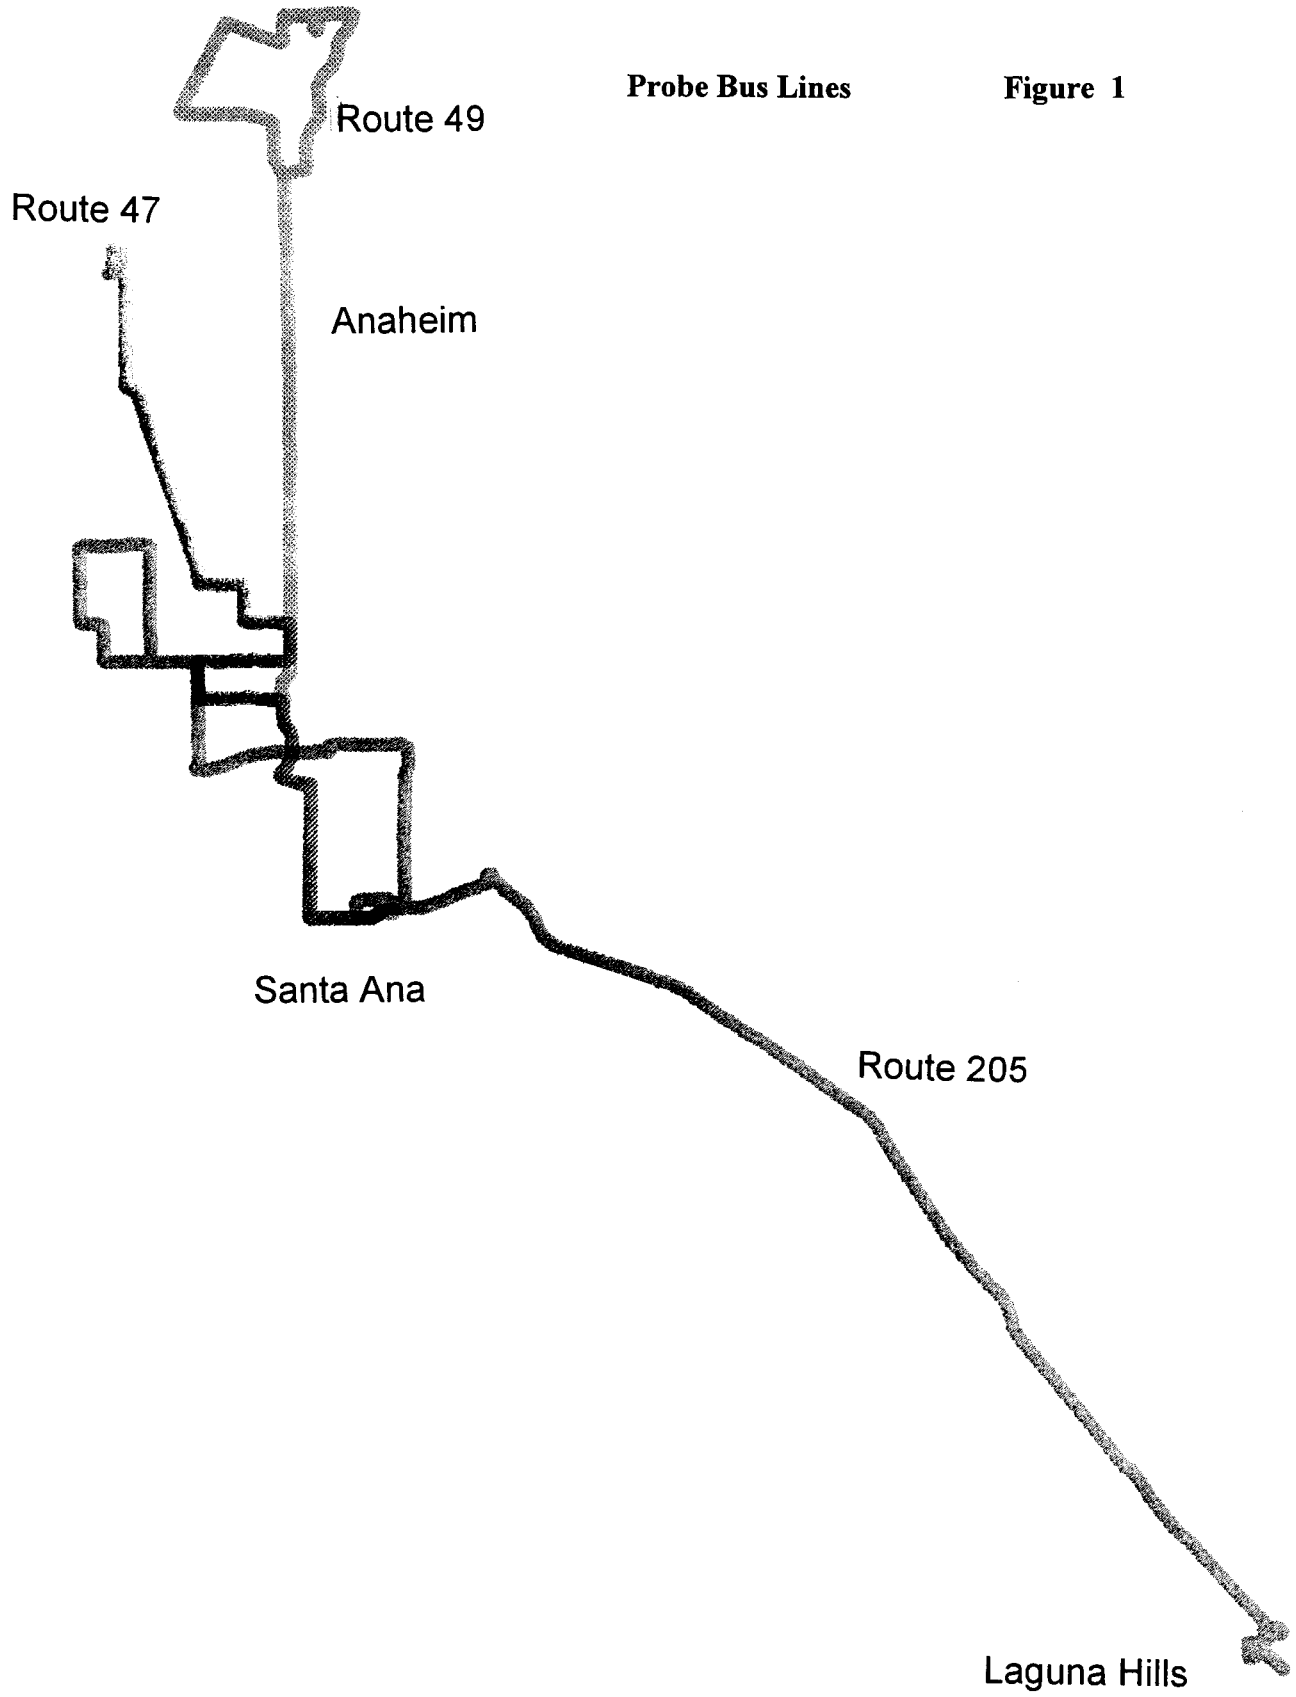 Probe Bus Lines Figure 1
Route 49
Route 47
Anaheim
Santa Ana
Route 205
Laguna Hills